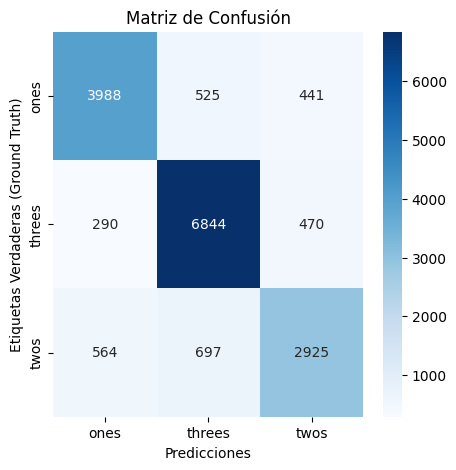 Matriz de Confusión
Etiquetas Verdaderas (Ground Truth)
ones
3988 525 441
threes
290 6844 470
twos
564 697 2925
ones threes twos
Predicciones
6000
5000
4000
3000
2000
1000